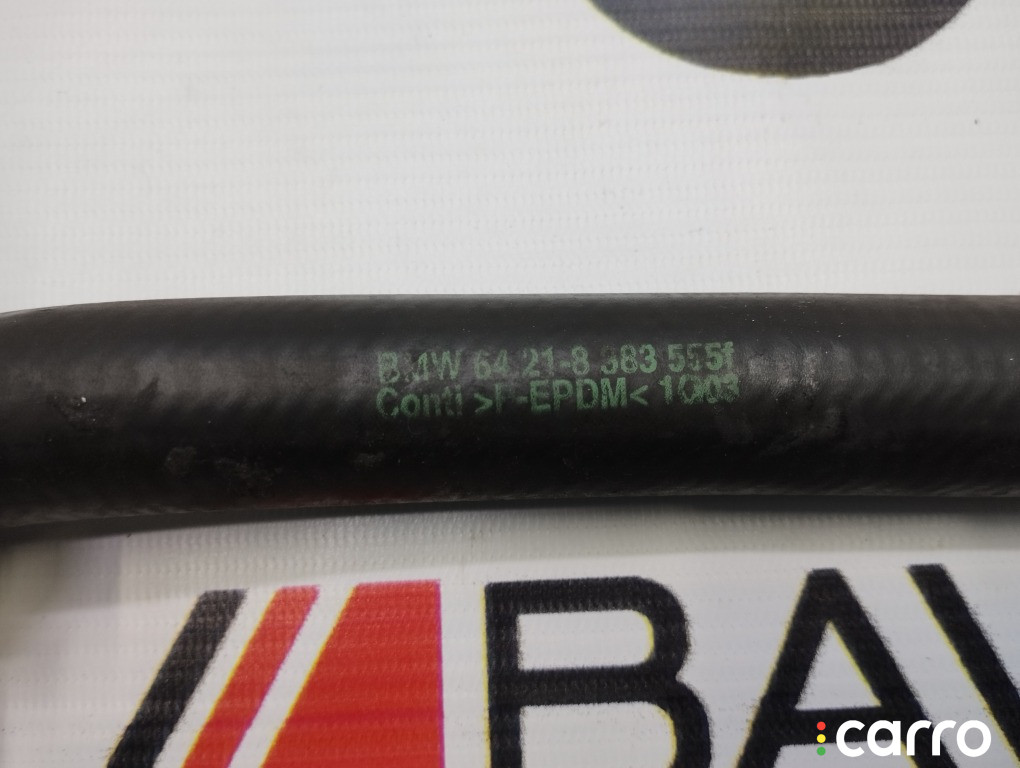 BMW 64 21-8 383 555f
Conti >P-EPDM< 1003
BAV
carro